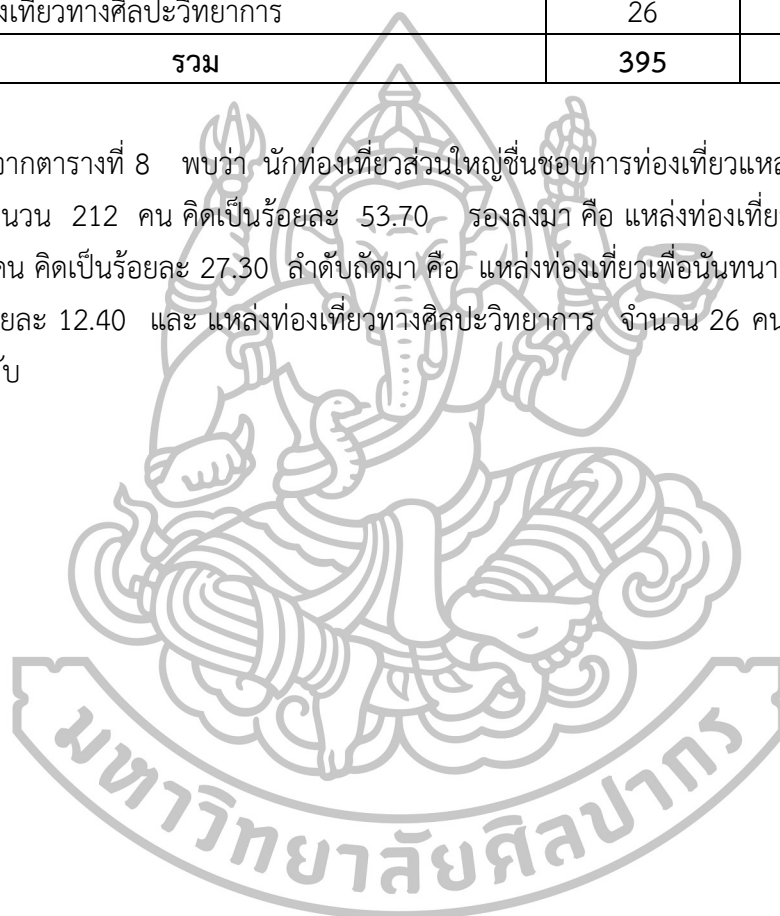 งเที่ยวทางศิลปะวิทยาการ 26
รวม 395
จากตารางที่ 8 พบว่า นักท่องเที่ยวส่วนใหญ่ชื่นชอบการท่องเที่ยวแหล
นวน 212 คน คิดเป็นร้อยละ 53.70 รองลงมา คือ แหล่งท่องเที่ย
คน คิดเป็นร้อยละ 27.30 ลำดับถัดมา คือ แหล่งท่องเที่ยวเพื่อนันทนา
ยละ 12.40 และ แหล่งท่องเที่ยวทางศิลปะวิทยาการ จำนวน 26 คน
ับ
มหาวิทยาลัยศิลปากร